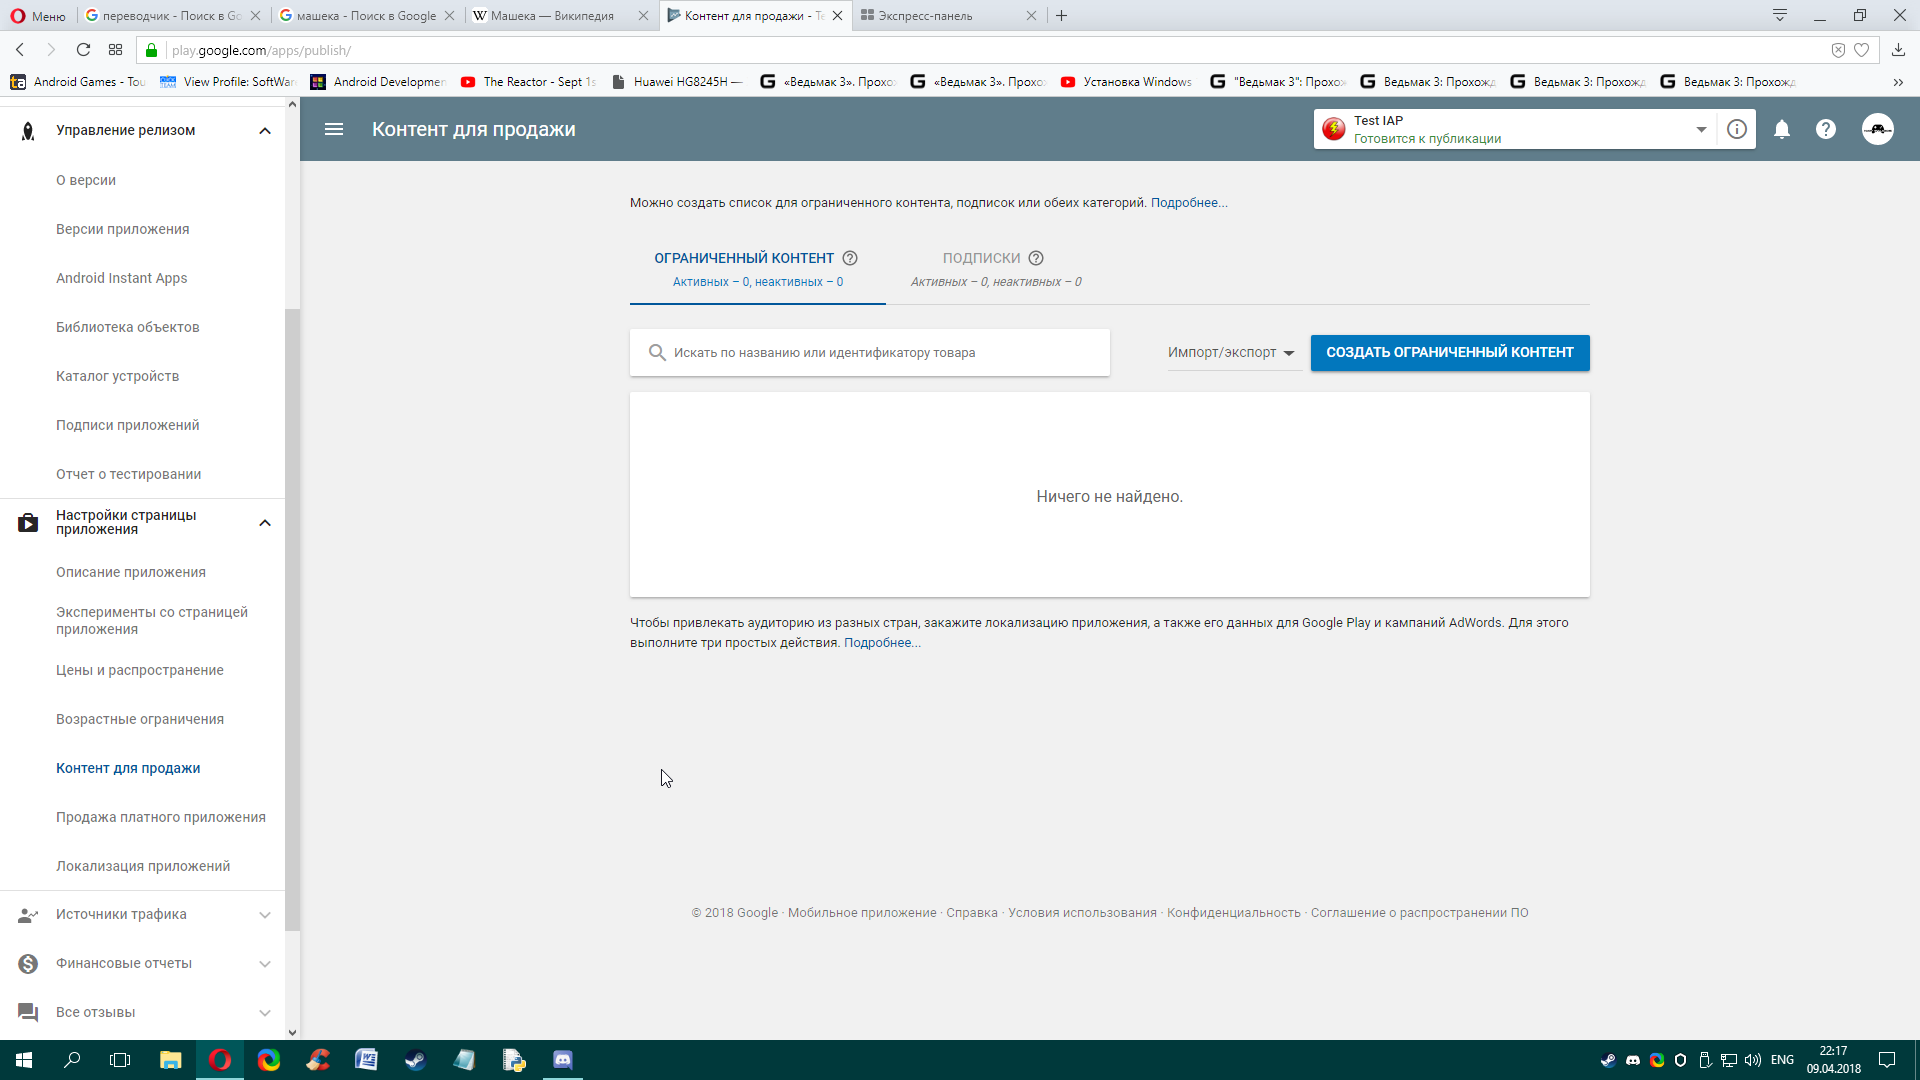 Меню
переводчик - Поиск в Go
машека - Поиск в Google
Машека — Википедия
Контент для продажи - Te
Экспресс-панель
play.google.com/apps/publish/
Android Games - Tou
View Profile: SoftWar
Android Developmen
The Reactor - Sept 1s
Huawei HG8245H —
«Ведьмак 3». Прохо
«Ведьмак 3». Прохо
Установка Windows
"Ведьмак 3": Прохо
Ведьмак 3: Прохожд
Ведьмак 3: Прохожд
Ведьмак 3: Прохожд
Управление релизом
О версии
Версии приложения
Android Instant Apps
Библиотека объектов
Каталог устройств
Подписи приложений
Отчет о тестировании
Настройки страницы
приложения
Описание приложения
Эксперименты со страницей
приложения
Цены и распространение
Возрастные ограничения
Контент для продажи
Продажа платного приложения
Локализация приложений
Источники трафика
Финансовые отчеты
Все отзывы
Контент для продажи
Test IAP
Готовится к публикации
Можно создать список для ограниченного контента, подписок или обеих категорий. Подробнее...
ОГРАНИЧЕННЫЙ КОНТЕНТ
Активных – 0, неактивных – 0
ПОДПИСКИ
Активных – 0, неактивных – 0
Искать по названию или идентификатору товара
Импорт/экспорт
СОЗДАТЬ ОГРАНИЧЕННЫЙ КОНТЕНТ
Ничего не найдено.
Чтобы привлекать аудиторию из разных стран, закажите локализацию приложения, а также его данных для Google Play и кампаний AdWords. Для этого
выполните три простых действия. Подробнее...
© 2018 Google · Мобильное приложение · Справка · Условия использования · Конфиденциальность · Соглашение о распространении ПО
ENG
22:17
09.04.2018